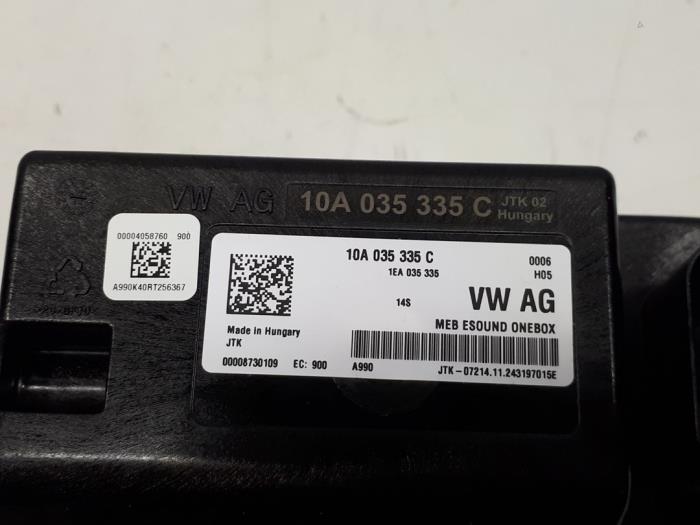 VW AG 10A 035 335 C JTK 02
Hungary
00004058760 900
A990K40RT256367
10A 035 335 C 0006
1EA 035 335 H05
14S VW AG
MEB ESOUND ONEBOX
Made in Hungary
JTK
00008730109 EC: 900 A990 JTK-07214.11.243197015E